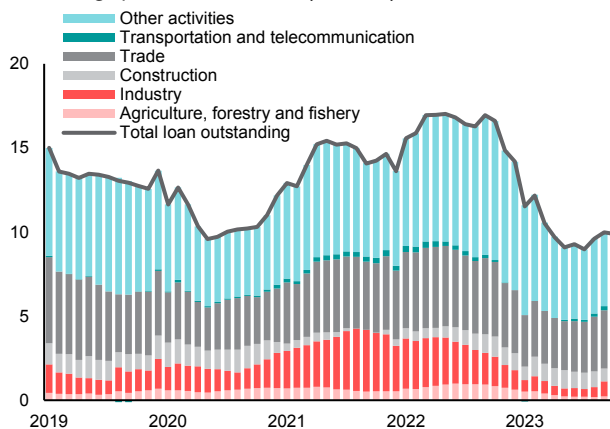 Other activities
Transportation and telecommunication
Trade
Construction
Industry
Agriculture, forestry and fishery
Total loan outstanding
20
15
10
5
0
2019 2020 2021 2022 2023